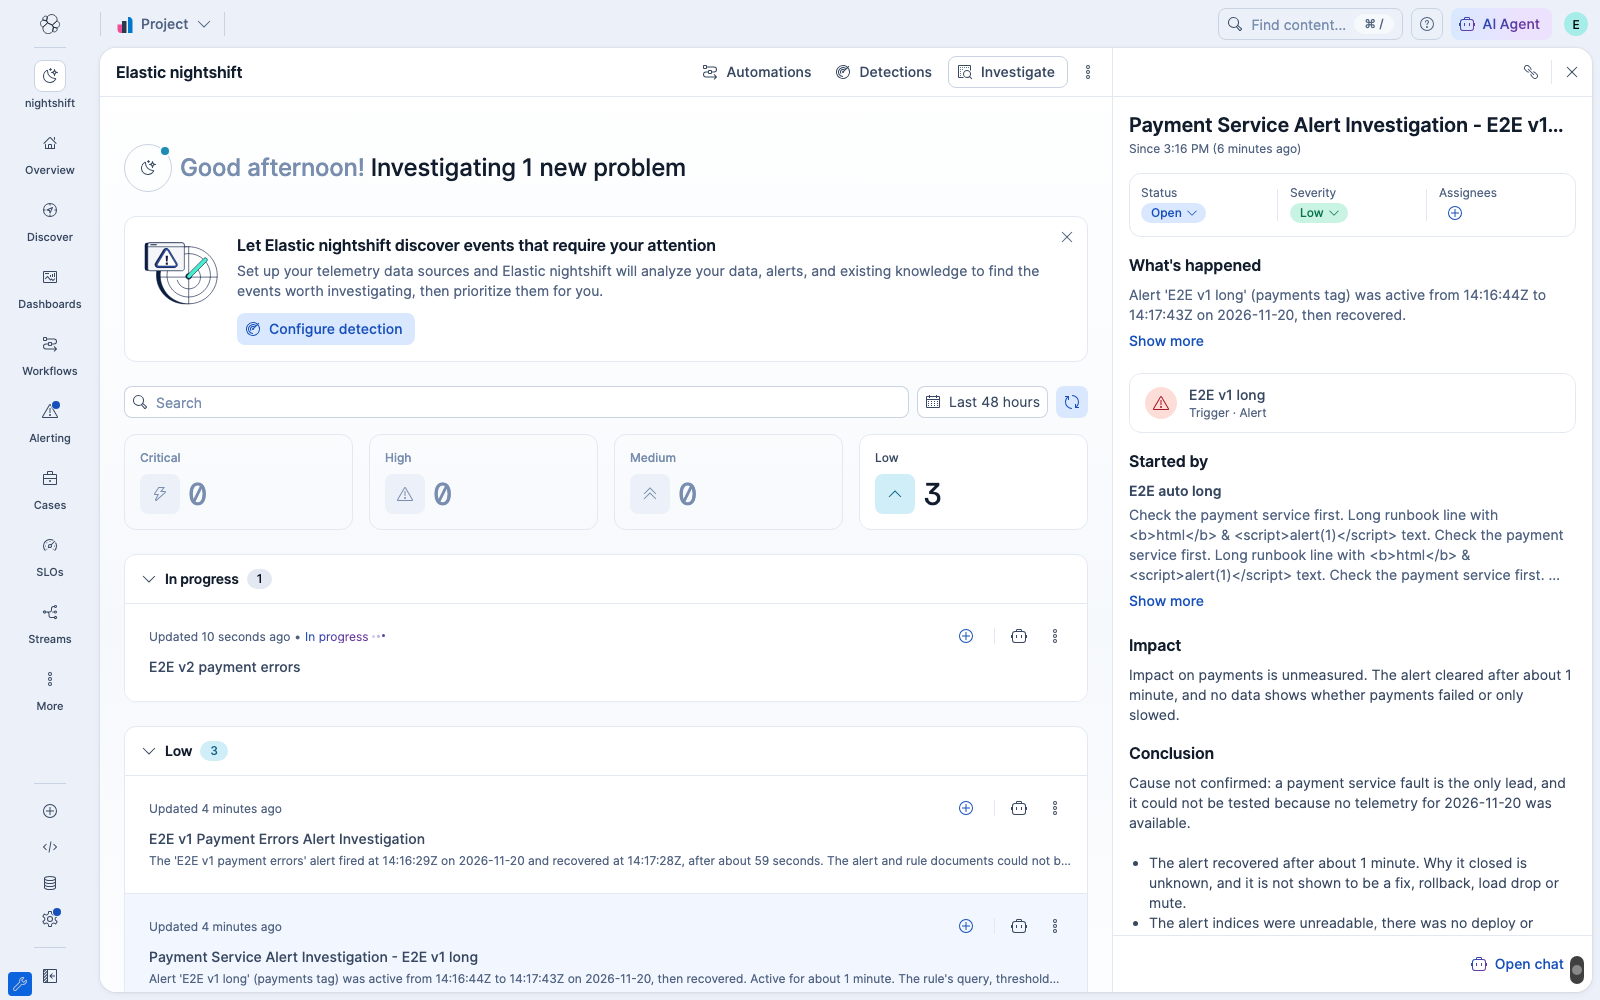 Project
Find content...
⌘ /
AI Agent
E
nightshift
Overview
Discover
Dashboards
Workflows
Alerting
Cases
SLOs
Streams
More
Elastic nightshift
Automations
Detections
Investigate
Good afternoon! Investigating 1 new problem
Let Elastic nightshift discover events that require your attention
Set up your telemetry data sources and Elastic nightshift will analyze your data, alerts, and existing knowledge to find the
events worth investigating, then prioritize them for you.
Configure detection
Search
Last 48 hours
Critical
0
High
0
Medium
0
Low
3
In progress 1
Updated 10 seconds ago • In progress
E2E v2 payment errors
Low 3
Updated 4 minutes ago
E2E v1 Payment Errors Alert Investigation
The 'E2E v1 payment errors' alert fired at 14:16:29Z on 2026-11-20 and recovered at 14:17:28Z, after about 59 seconds. The alert and rule documents could not b...
Updated 4 minutes ago
Payment Service Alert Investigation - E2E v1 long
Alert 'E2E v1 long' (payments tag) was active from 14:16:44Z to 14:17:43Z on 2026-11-20, then recovered. Active for about 1 minute. The rule's query, threshold...
Payment Service Alert Investigation - E2E v1...
Since 3:16 PM (6 minutes ago)
Status
Open
Severity
Low
Assignees
What's happened
Alert 'E2E v1 long' (payments tag) was active from 14:16:44Z to
14:17:43Z on 2026-11-20, then recovered.
Show more
E2E v1 long
Trigger · Alert
Started by
E2E auto long
Check the payment service first. Long runbook line with
<b>html</b> & <script>alert(1)</script> text. Check the payment
service first. Long runbook line with <b>html</b> &
<script>alert(1)</script> text. Check the payment service first. ...
Show more
Impact
Impact on payments is unmeasured. The alert cleared after about 1
minute, and no data shows whether payments failed or only
slowed.
Conclusion
Cause not confirmed: a payment service fault is the only lead, and
it could not be tested because no telemetry for 2026-11-20 was
available.
• The alert recovered after about 1 minute. Why it closed is
unknown, and it is not shown to be a fix, rollback, load drop or
mute.
• The alert indices were unreadable, there was no deploy or
Open chat